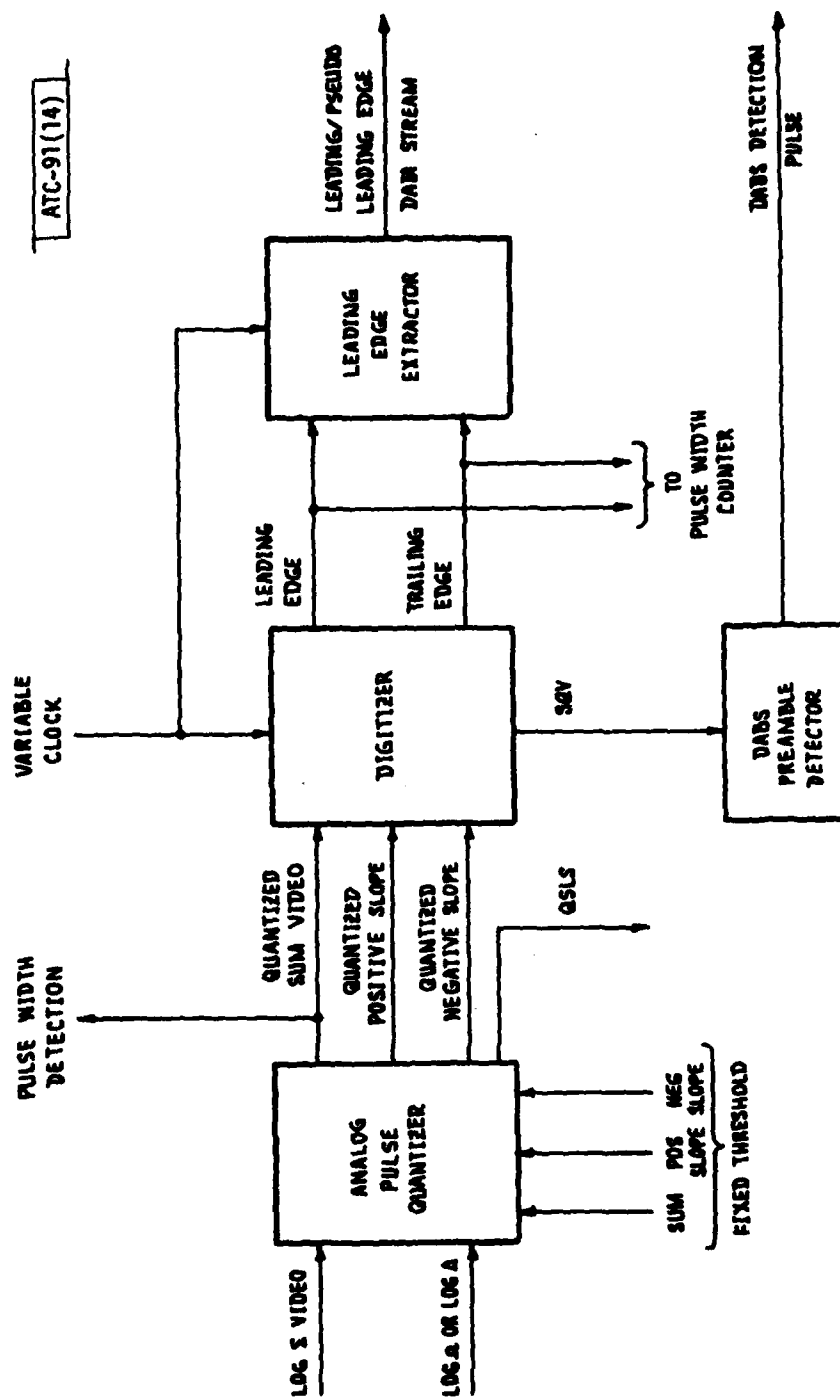 ATC-91(14)
VARIABLE
CLOCK
PULSE WIDTH
DETECTION
LOG Σ VIDEO
LOG Ω OR LOG Δ
ANALOG
PULSE
QUANTIZER
SUM POS NEG
SLOPE SLOPE
FIXED THRESHOLD
QUANTIZED
SUM VIDEO
QUANTIZED
POSITIVE SLOPE
QUANTIZED
NEGATIVE SLOPE
QSLS
DIGITIZER
LEADING
EDGE
TRAILING
EDGE
SQV
TO
PULSE WIDTH
COUNTER
LEADING
EDGE
EXTRACTOR
LEADING/PSEUDO
LEADING EDGE
DATA STREAM
DABS
PREAMBLE
DETECTOR
DABS DETECTION
PULSE